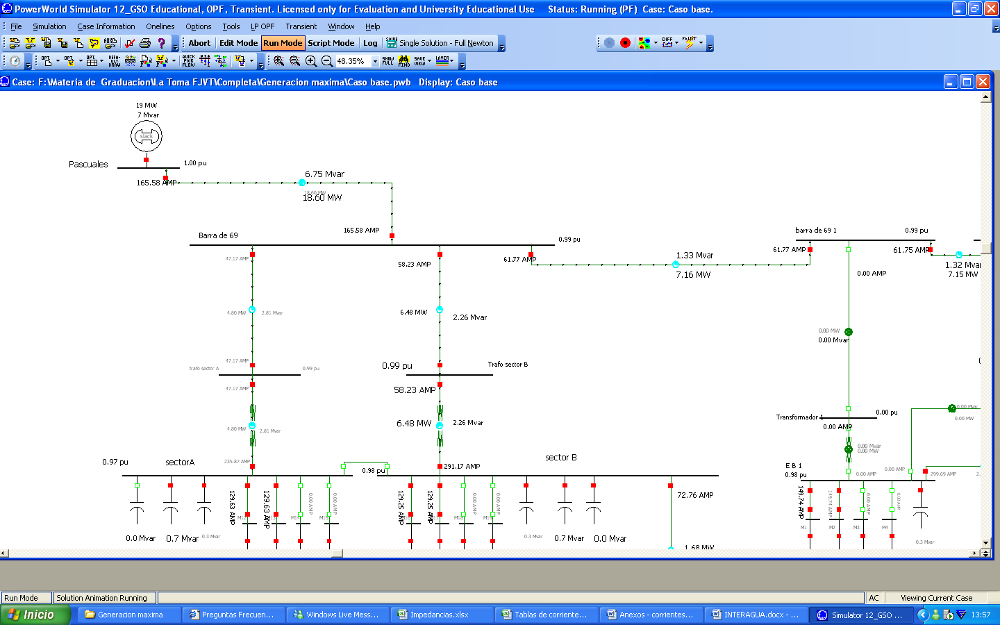 PowerWorld Simulator 12_GSO Educational, OPF, Transient. Licensed only for Evaluation and University Educational Use Status: Running (PF) Case: Caso base.
File Simulation Case Information Onelines Options Tools LP OPF Transient Window Help
Abort Edit Mode Run Mode Script Mode Log Single Solution - Full Newton
48.35%
Case: F:\Materia de Graduacion\La Toma FJVT\Completa\Generacion maxima\Caso base.pwb Display: Caso base
19 MW
7 Mvar
slack
Pascuales
1.00 pu
165.58 AMP
6.75 Mvar
18.60 MW
18.60 MW
165.58 AMP
Barra de 69
0.99 pu
barra de 69 1
0.99 pu
47.17 AMP
58.23 AMP
61.77 AMP
1.33 Mvar
7.16 MW
61.77 AMP
61.75 AMP
1.32 Mvar
7.15 MW
0.00 AMP
4.80 MW
2.81 Mvar
6.48 MW
2.26 Mvar
0.00 MW
0.00 Mvar
47.17 AMP
trafo sector A
0.99 pu
0.99 pu
Trafo sector B
47.17 AMP
58.23 AMP
4.80 MW
2.81 Mvar
6.48 MW
2.26 Mvar
Transformador 1
0.00 pu
0.00 AMP
0.00 Mvar
0.00 MW
0.00 Mvar
0.00 MW
0.97 pu
sectorA
235.87 AMP
0.98 pu
291.17 AMP
sector B
E B 1
0.98 pu
0.00 AMP
0.00 AMP
299.69 AMP
129.63 AMP
129.63 AMP
0.00 AMP
0.00 AMP
129.25 AMP
129.25 AMP
0.00 AMP
0.00 AMP
72.76 AMP
149.74 AMP
149.74 AMP
0.00 AMP
0.00 AMP
M12
M14
M15
M18
M19
M1
M2
M3
M4
0.0 Mvar
0.7 Mvar
0.3 Mvar
0.3 Mvar
0.7 Mvar
0.0 Mvar
1.68 MW
0.3 Mvar
Run Mode Solution Animation Running AC Viewing Current Case
Inicio Generacion maxima Preguntas Frecuen... Windows Live Mess... Impedancias.xlsx Tablas de corriente... Anexos - corrientes... INTERAGUA.docx - ... Simulator 12_GSO ... 13:57